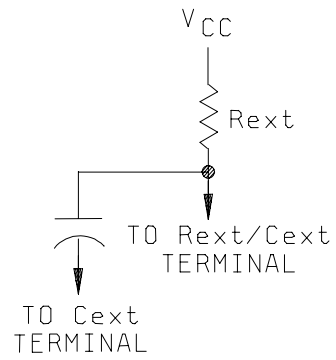 VCC
Rext
TO Rext/Cext
TERMINAL
TO Cext
TERMINAL